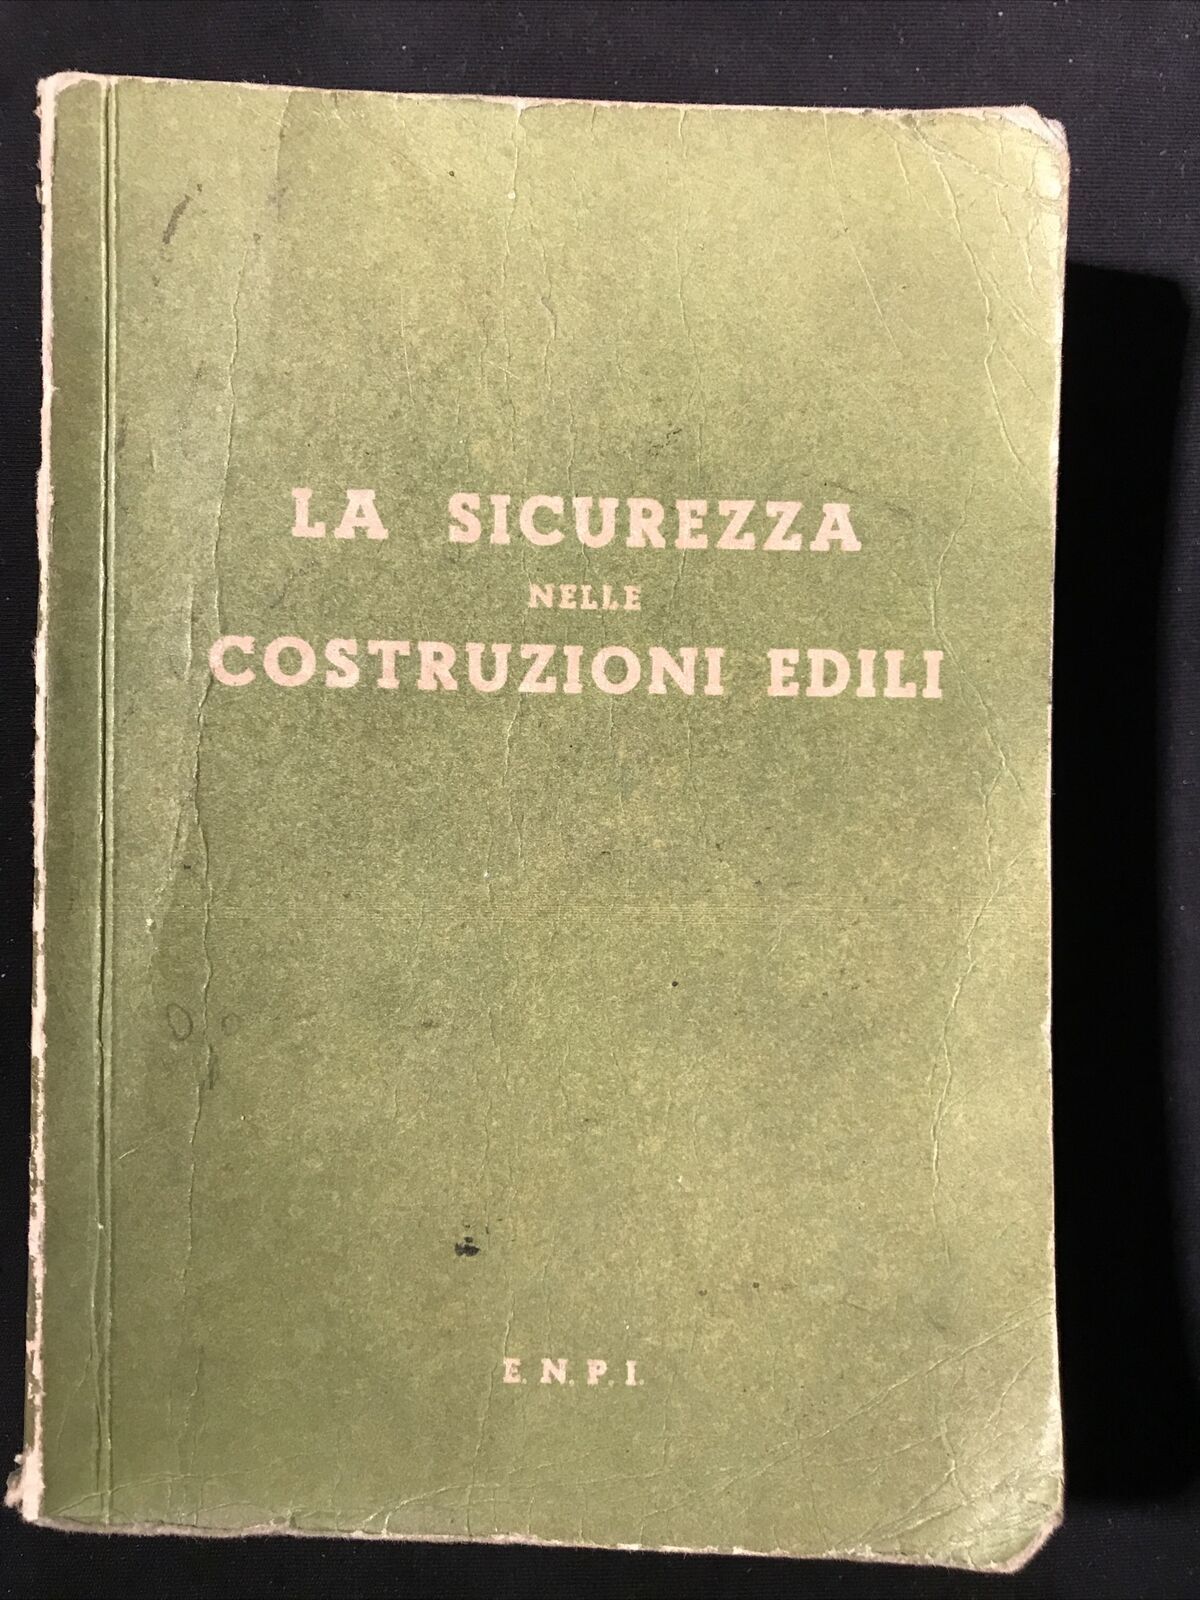 LA SICUREZZA
NELLE
COSTRUZIONI EDILI
E. N. P. I.